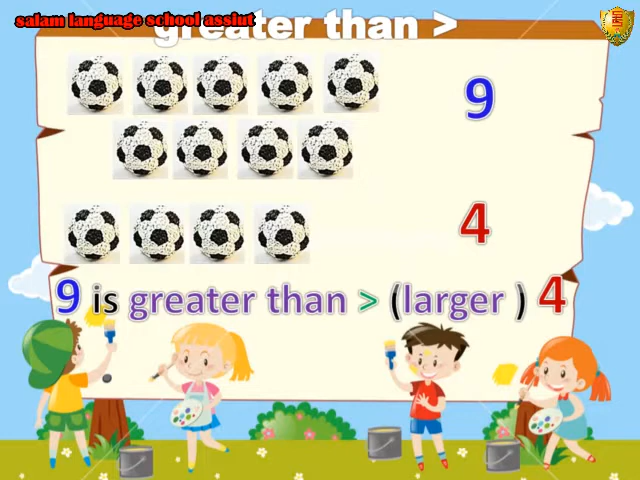 salam language school assiut
greater than >
9
4
9 is greater than > (larger ) 4